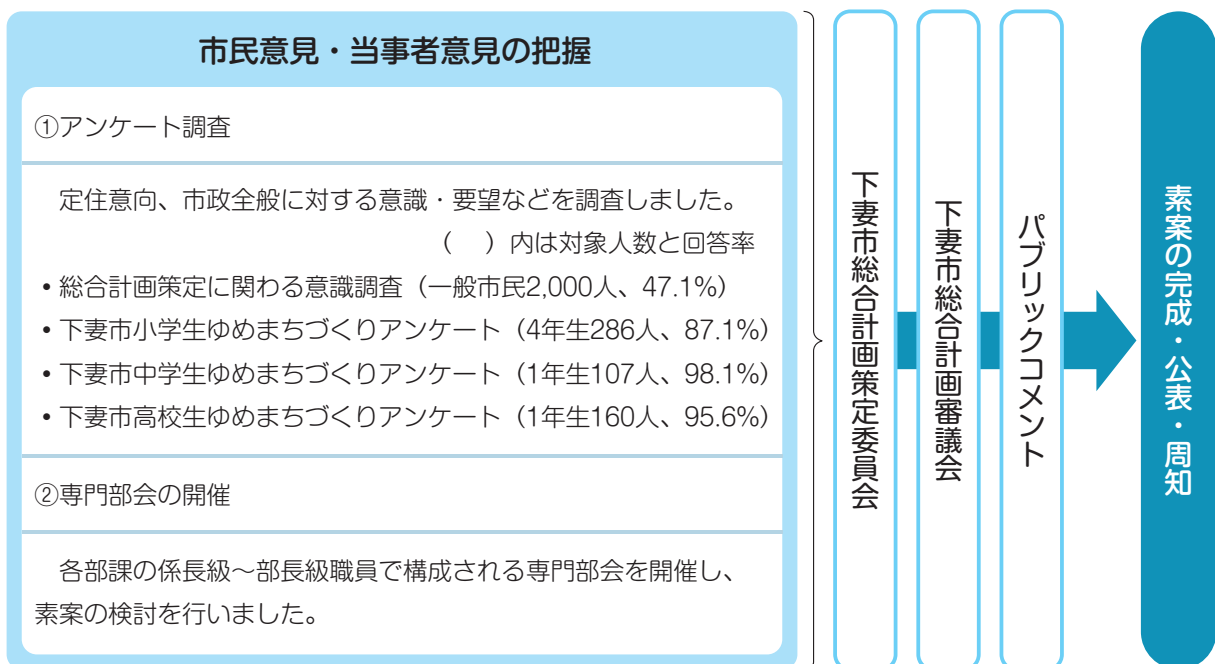 市民意見・当事者意見の把握
①アンケート調査
定住意向、市政全般に対する意識・要望などを調査しました。
（　）内は対象人数と回答率
•総合計画策定に関わる意識調査（一般市民2,000人、47.1%）
•下妻市小学生ゆめまちづくりアンケート（4年生286人、87.1%）
•下妻市中学生ゆめまちづくりアンケート（1年生107人、98.1%）
•下妻市高校生ゆめまちづくりアンケート（1年生160人、95.6%）
②専門部会の開催
各部課の係長級～部長級職員で構成される専門部会を開催し、
素案の検討を行いました。
下妻市総合計画策定委員会
下妻市総合計画審議会
パブリックコメント
素案の完成・公表・周知